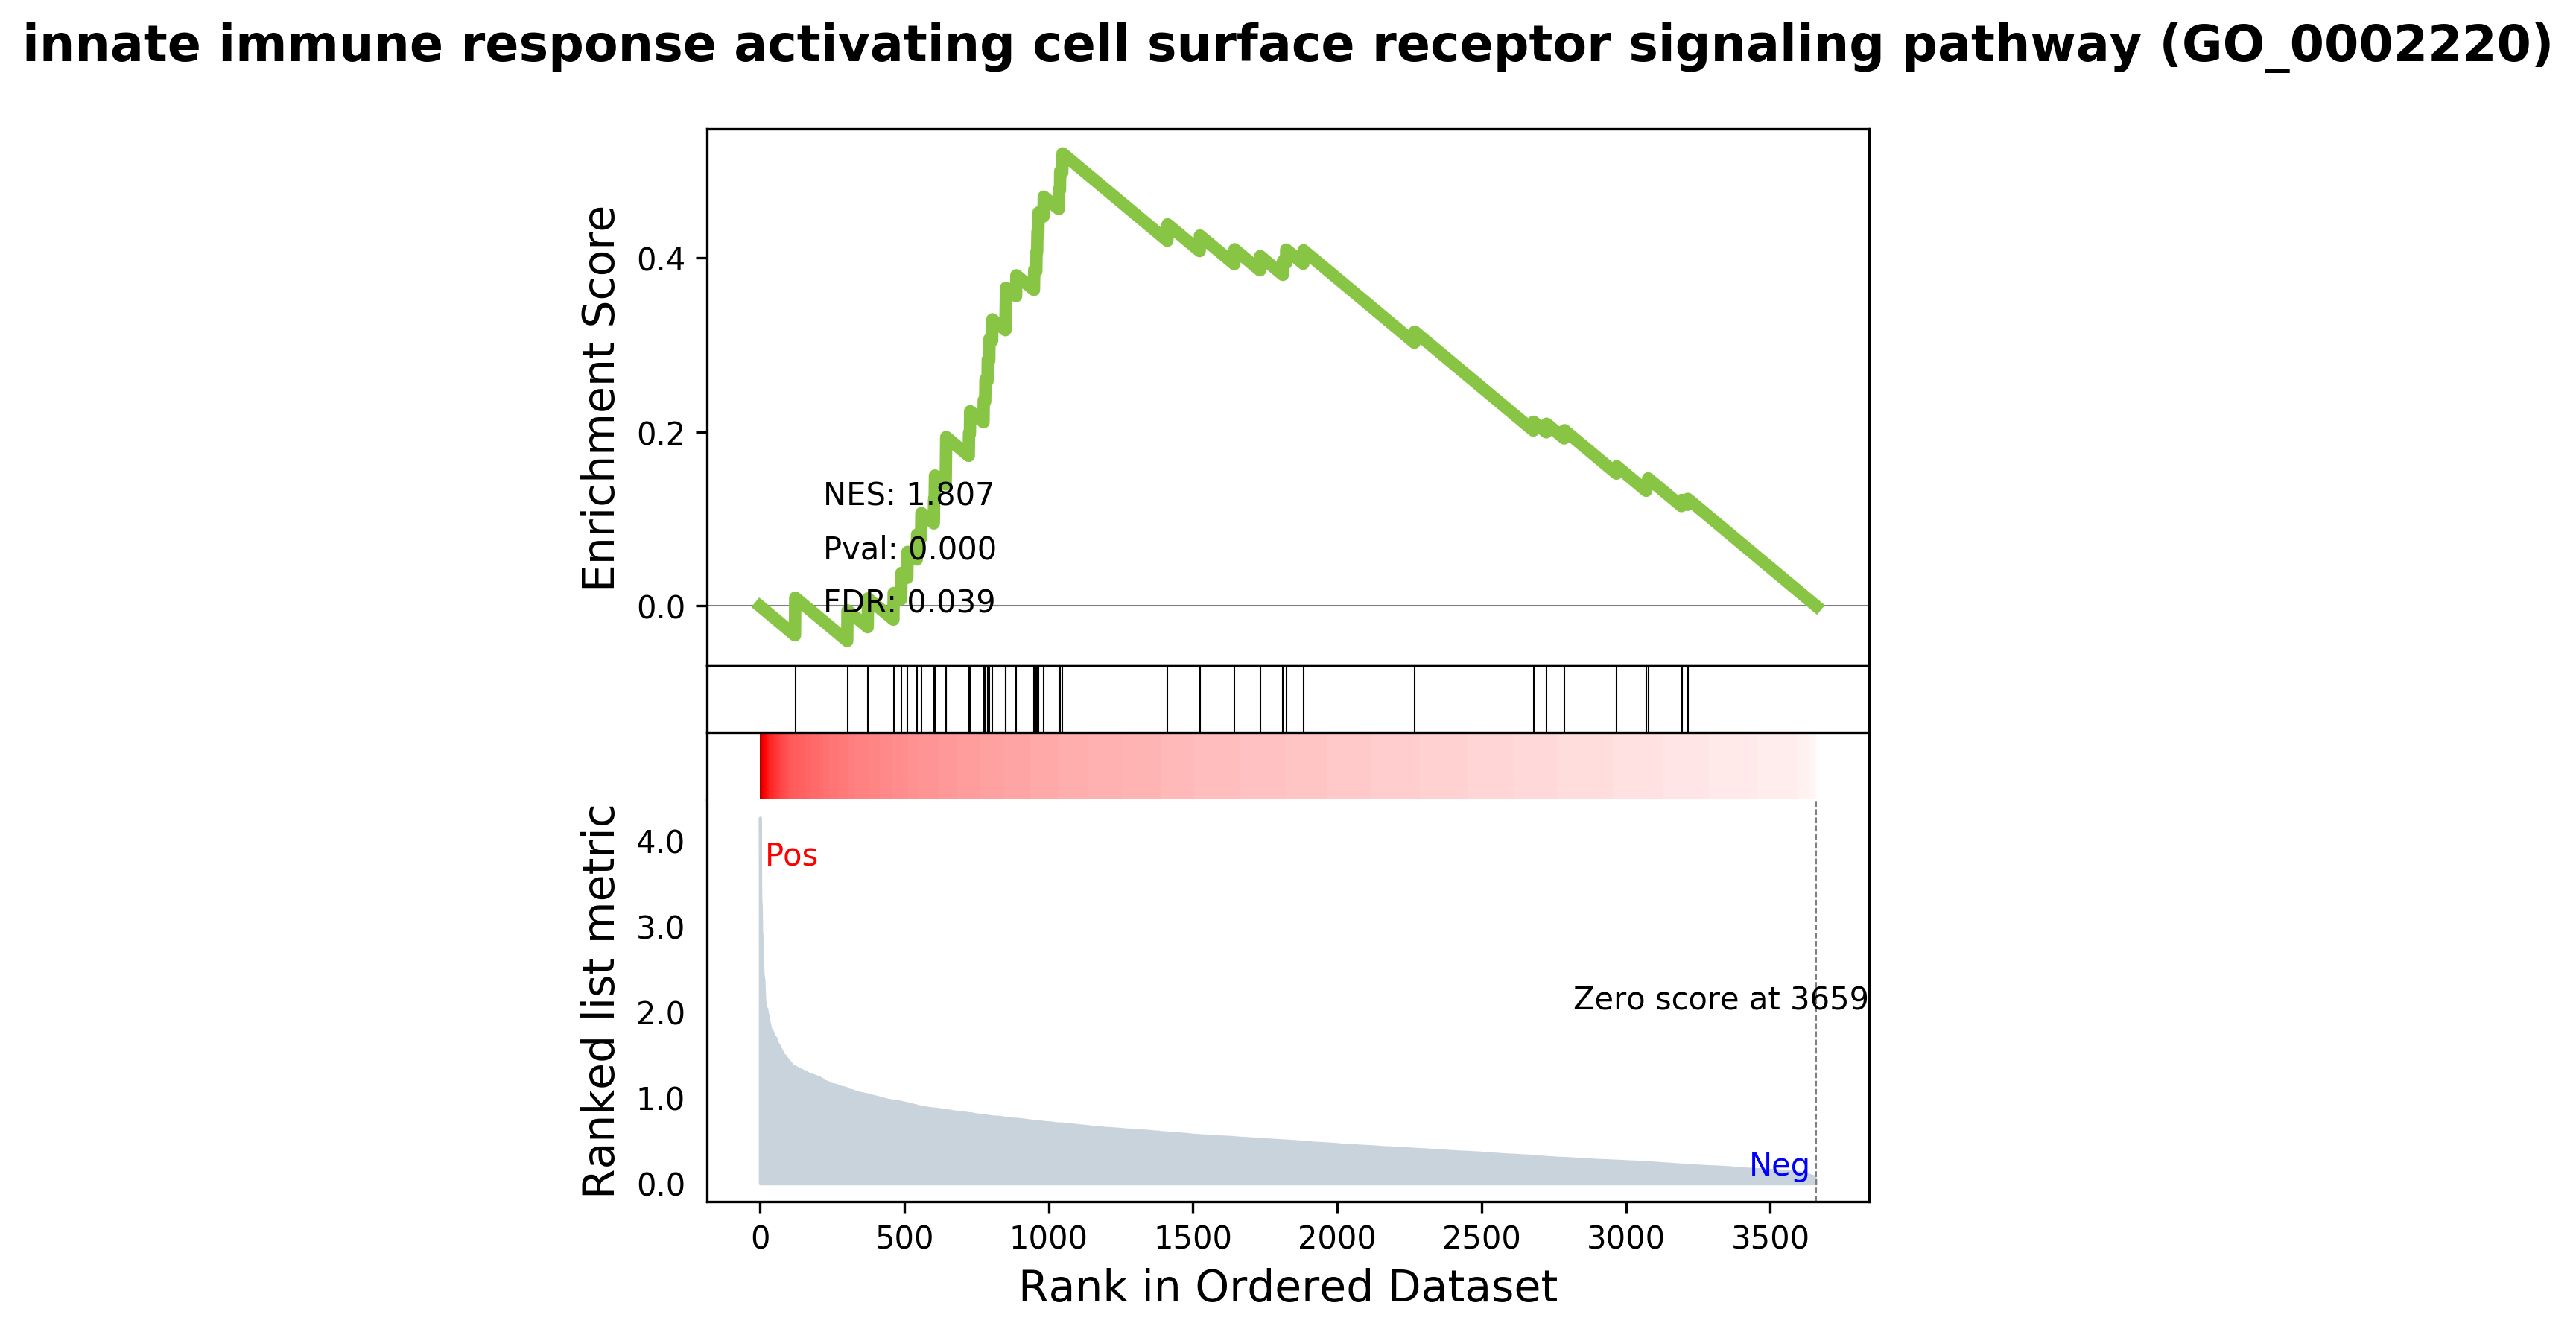 innate immune response activating cell surface receptor signaling pathway (GO_0002220)
Enrichment Score
0.4
0.2
0.0
NES: 1.807
Pval: 0.000
FDR: 0.039
Ranked list metric
4.0
3.0
2.0
1.0
0.0
Pos
Zero score at 3659
Neg
0 500 1000 1500 2000 2500 3000 3500
Rank in Ordered Dataset